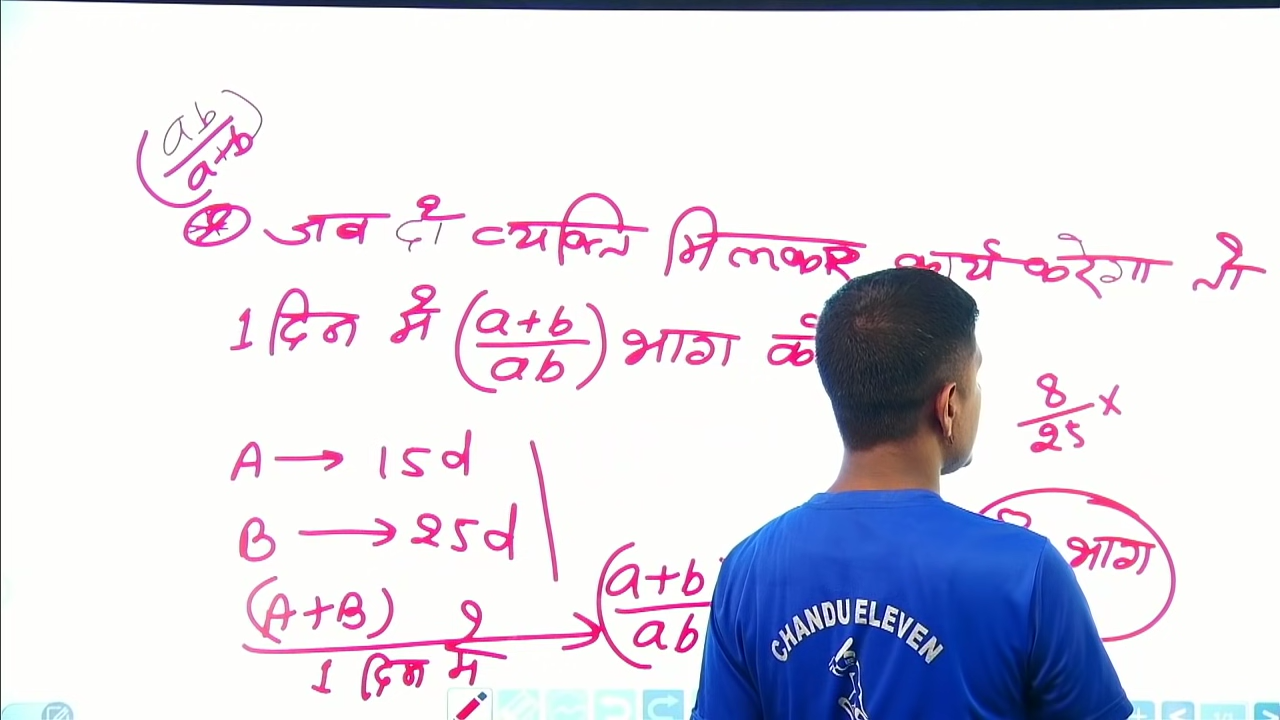 (ab/a+b)
जब दो व्यक्ति मिलकर कार्य करेगा तो
1 दिन में (a+b/ab) भाग
8/25 ×
A → 15d
B → 25d
भाग
(A+B) 1 दिन में → (a+b/ab
CHANDU ELEVEN